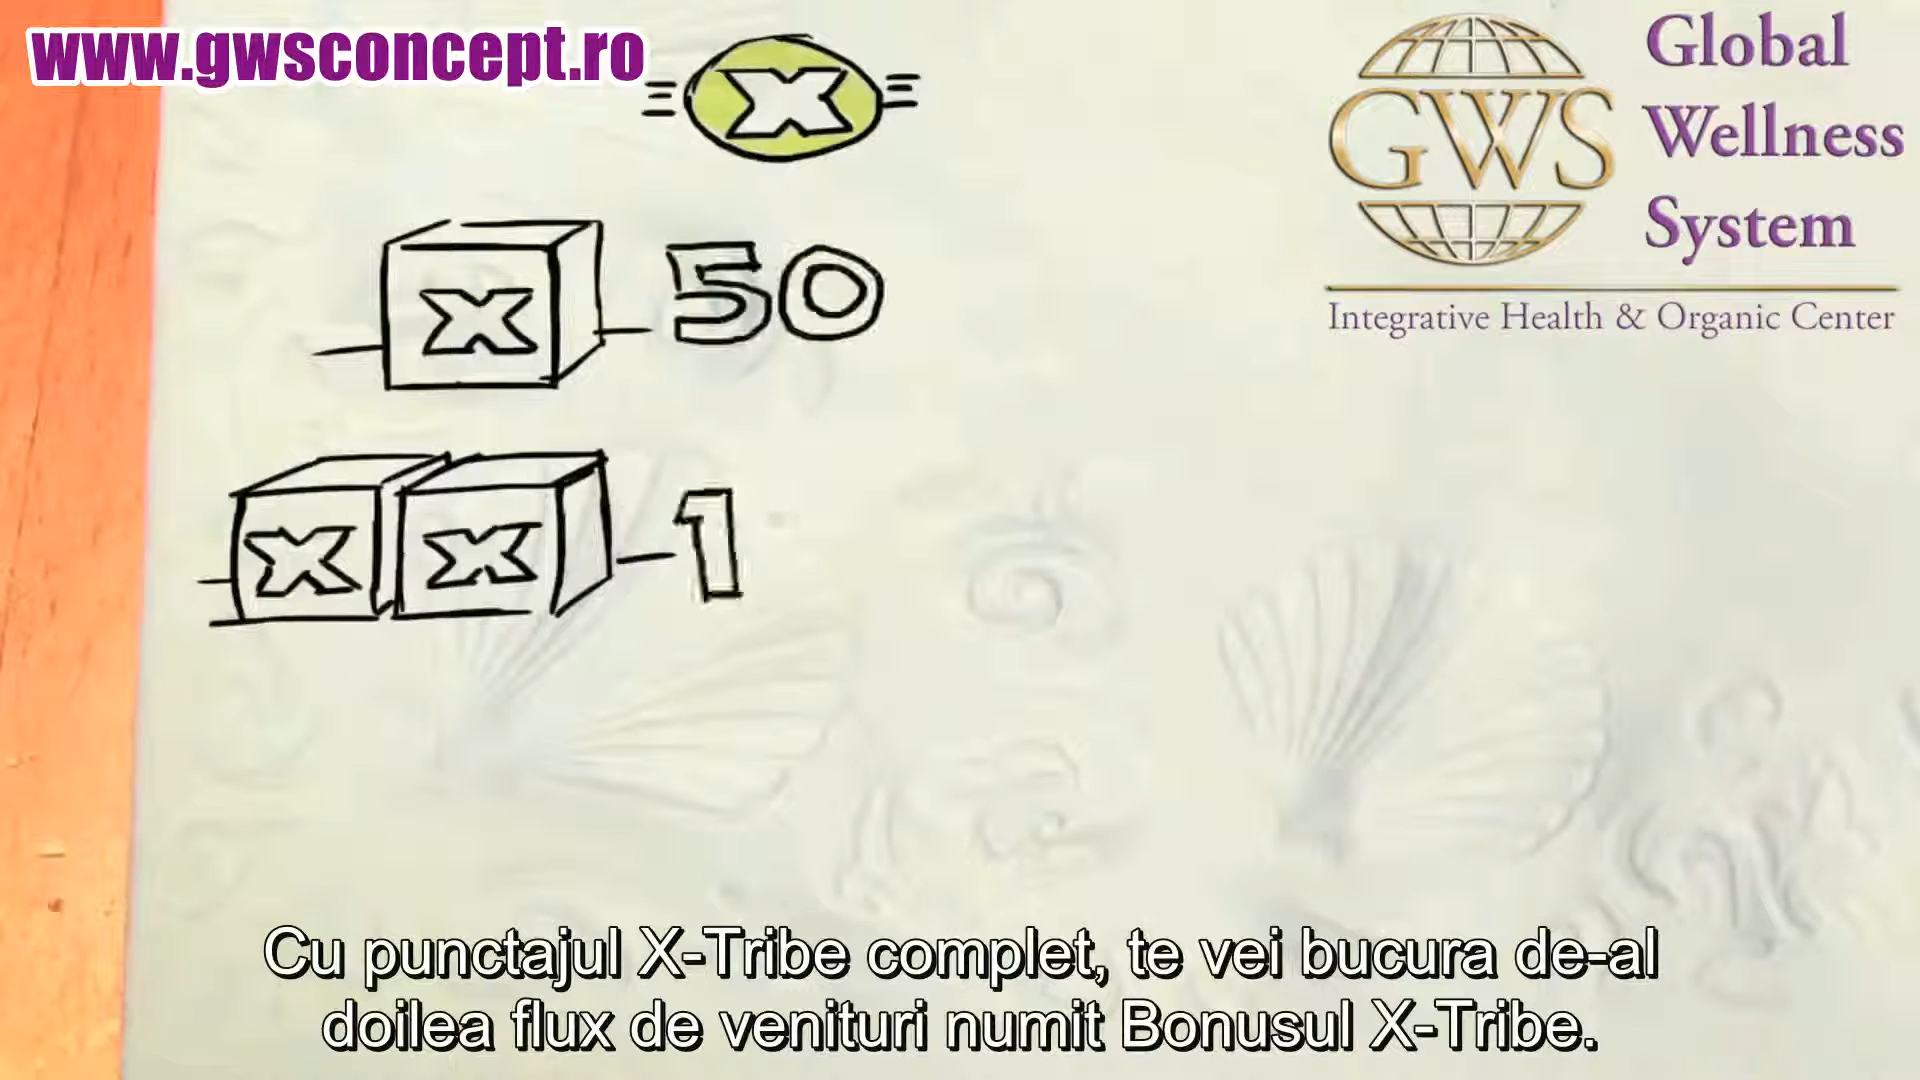 www.gwsconcept.ro
X
GWS
Global
Wellness
System
Integrative Health & Organic Center
X 50
X X 1
Cu punctajul X-Tribe complet, te vei bucura de-al
doilea flux de venituri numit Bonusul X-Tribe.